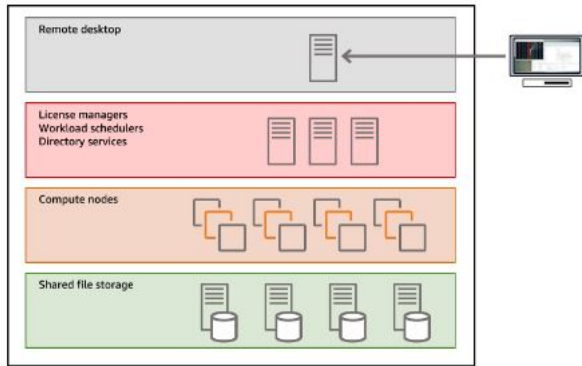 Remote desktop
License managers
Workload schedulers
Directory services
Compute nodes
Shared file storage